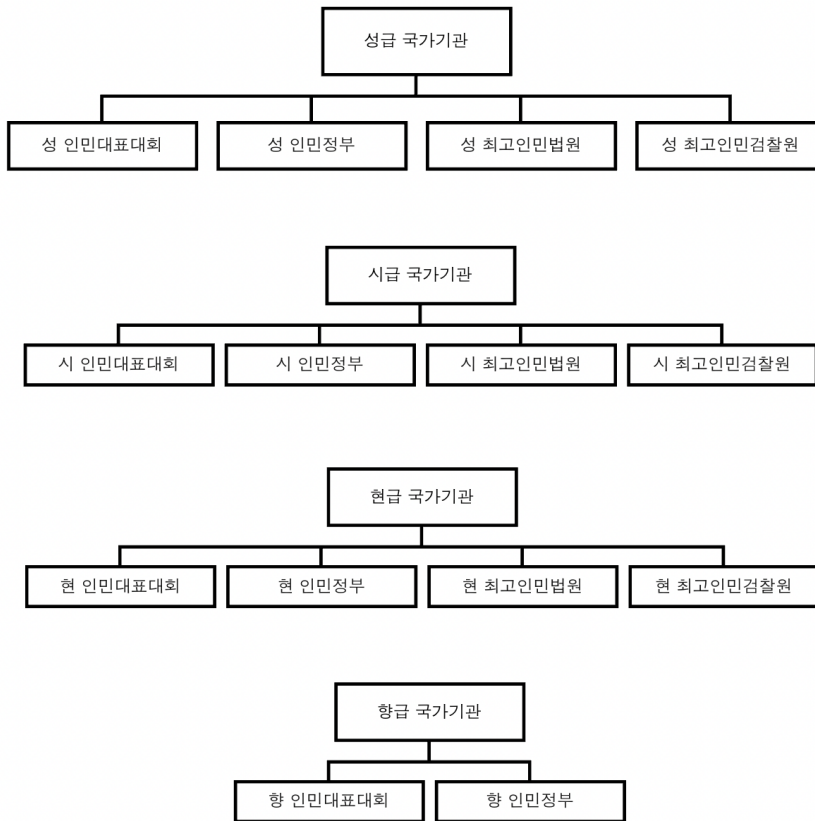 성급 국가기관
성 인민대표대회
성 인민정부
성 최고인민법원
성 최고인민검찰원
시급 국가기관
시 인민대표대회
시 인민정부
시 최고인민법원
시 최고인민검찰원
현급 국가기관
현 인민대표대회
현 인민정부
현 최고인민법원
현 최고인민검찰원
향급 국가기관
향 인민대표대회
향 인민정부